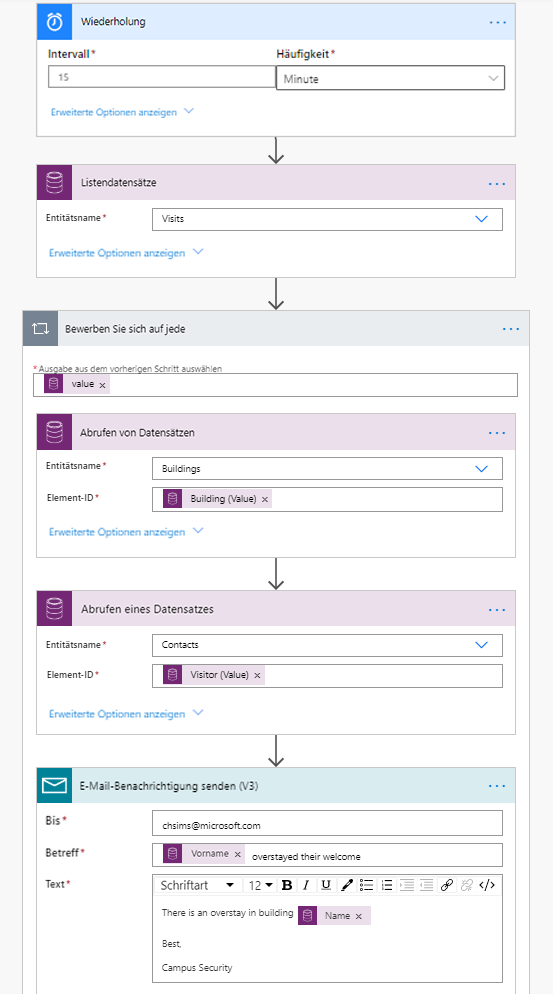 Wiederholung
Intervall* Häufigkeit*
15 Minute
Erweiterte Optionen anzeigen
Listendatensätze
Entitätsname* Visits
Erweiterte Optionen anzeigen
Bewerben Sie sich auf jede
*Ausgabe aus dem vorherigen Schritt auswählen
value x
Abrufen von Datensätzen
Entitätsname* Buildings
Element-ID* Building (Value) x
Erweiterte Optionen anzeigen
Abrufen eines Datensatzes
Entitätsname* Contacts
Element-ID* Visitor (Value) x
Erweiterte Optionen anzeigen
E-Mail-Benachrichtigung senden (V3)
Bis* chsims@microsoft.com
Betreff* Vorname x overstayed their welcome
Text* Schriftart 12 B I U </>
There is an overstay in building Name x
Best,
Campus Security